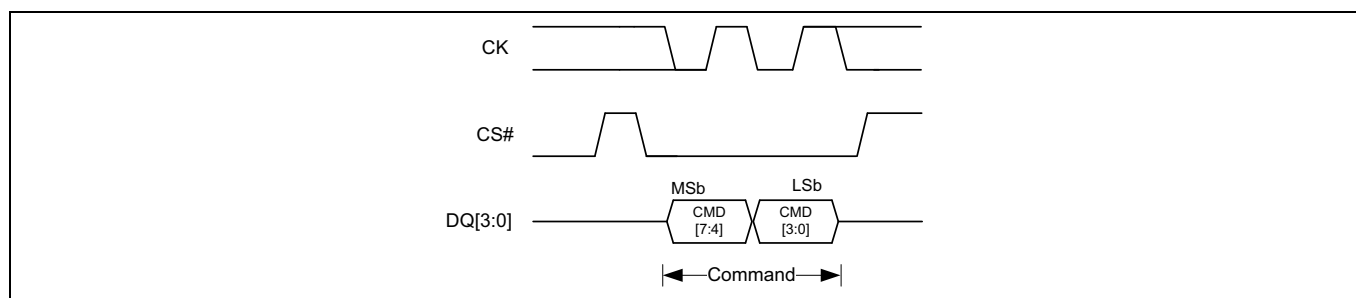 CK
CS#
MSb
LSb
DQ[3:0]
CMD
[7:4]
CMD
[3:0]
Command